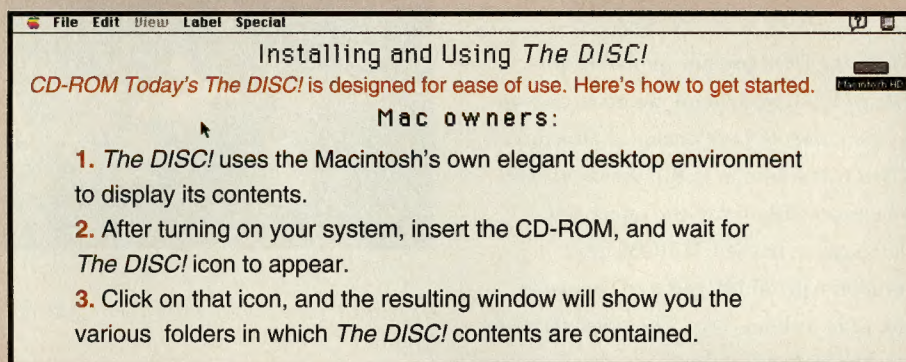 File Edit View Label Special
Installing and Using The DISC!
CD-ROM Today's The DISC! is designed for ease of use. Here's how to get started.
Macintosh HD
Mac owners:
1. The DISC! uses the Macintosh's own elegant desktop environment
to display its contents.
2. After turning on your system, insert the CD-ROM, and wait for
The DISC! icon to appear.
3. Click on that icon, and the resulting window will show you the
various folders in which The DISC! contents are contained.